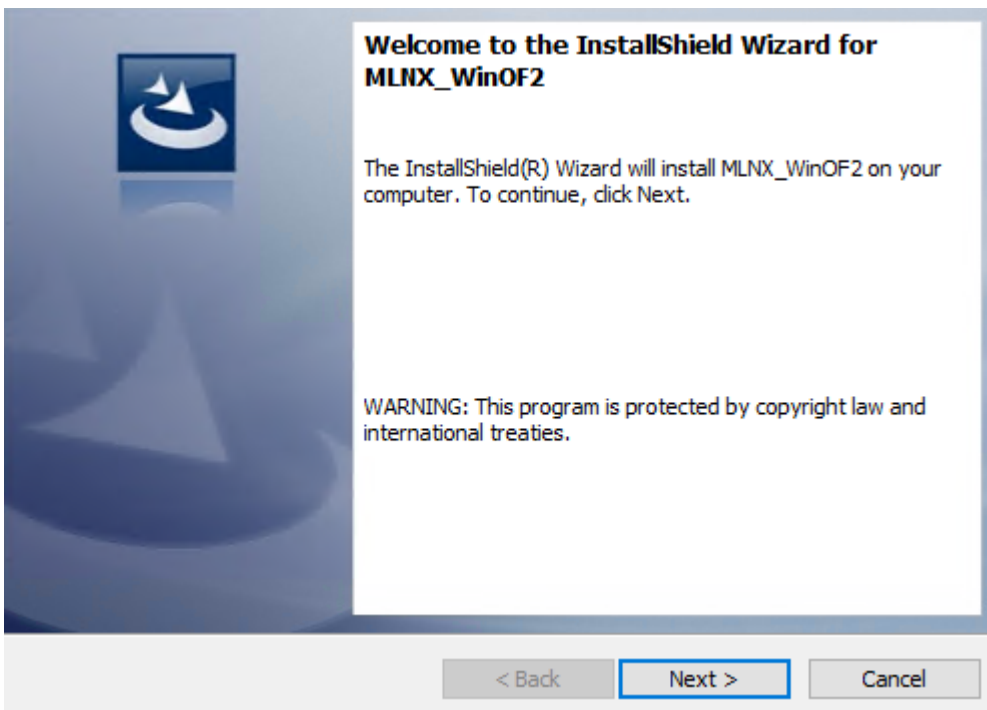 Welcome to the InstallShield Wizard for
MLNX_WinOF2
The InstallShield(R) Wizard will install MLNX_WinOF2 on your
computer. To continue, click Next.
WARNING: This program is protected by copyright law and
international treaties.
< Back
Next >
Cancel